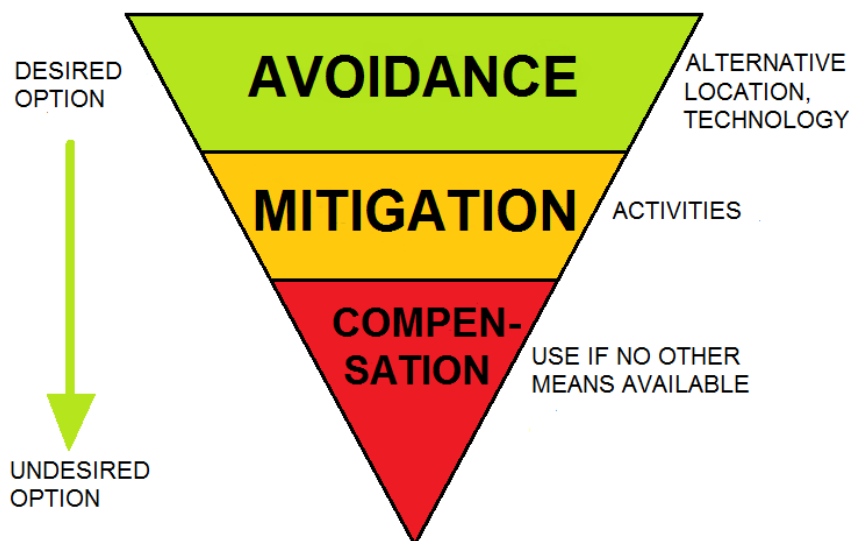 DESIRED
OPTION
AVOIDANCE
ALTERNATIVE
LOCATION,
TECHNOLOGY
MITIGATION
ACTIVITIES
COMPEN-
SATION
USE IF NO OTHER
MEANS AVAILABLE
UNDESIRED
OPTION